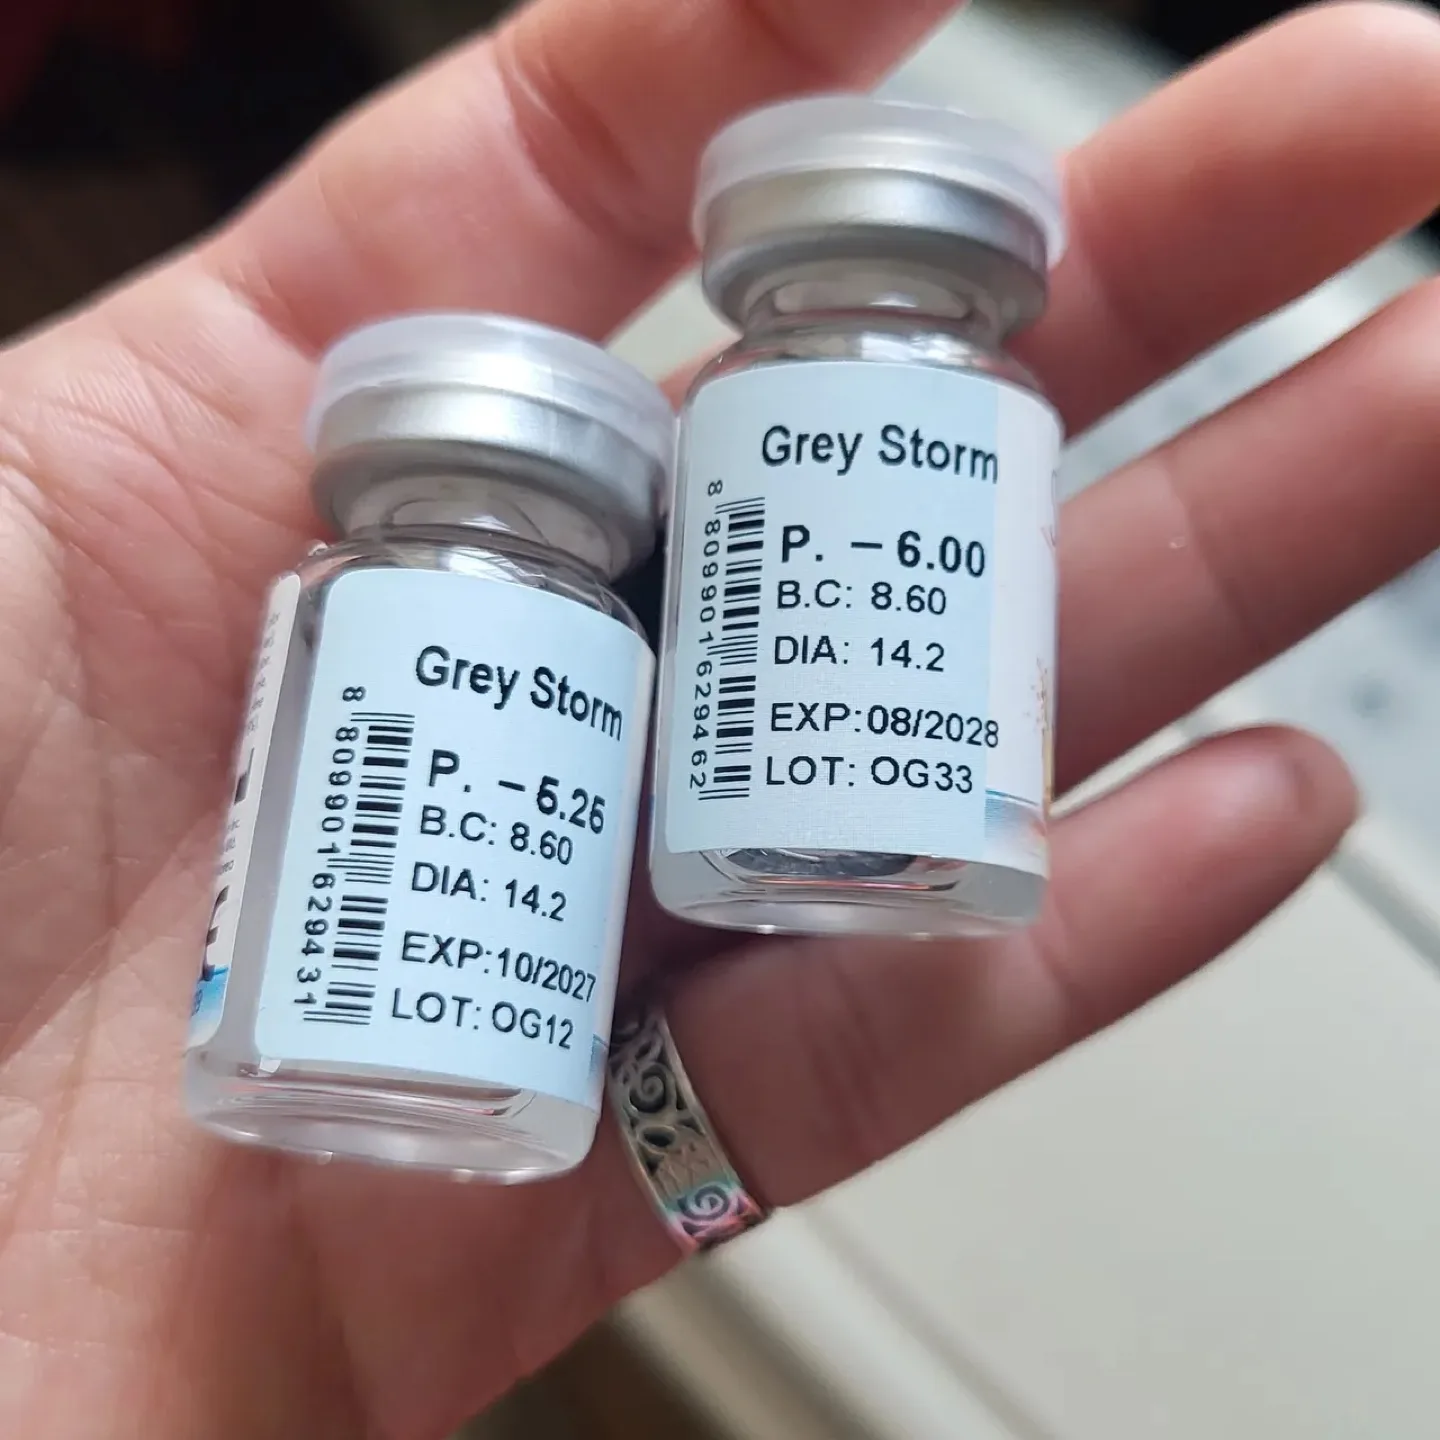 Grey Storm
P. – 5.25
B.C: 8.60
DIA: 14.2
EXP:10/2027
LOT: OG12
8 809901 629431
Grey Storm
P. – 6.00
B.C: 8.60
DIA: 14.2
EXP:08/2028
LOT: OG33
8 809901 629462